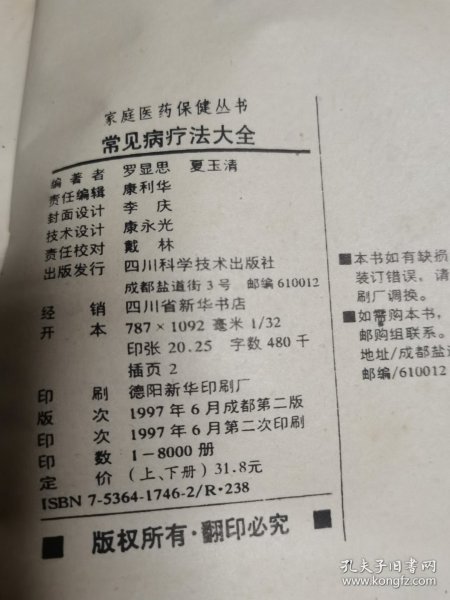 家庭医药保健丛书
常见病疗法大全
编著者 罗显思 夏玉清
责任编辑 康利华
封面设计 李庆
技术设计 康永光
责任校对 戴林
出版发行 四川科学技术出版社
成都盐道街3号 邮编610012
经销 四川省新华书店
开本 787×1092毫米1/32
印张20.25 字数480千
插页2
印刷 德阳新华印刷厂
版次 1997年6月成都第二版
印次 1997年6月第二次印刷
印数 1-8000册
定价 (上、下册)31.8元
ISBN 7-5364-1746-2/R·238
■ 版权所有·翻印必究 ■
■本书如有缺损
装订错误,请
刷厂调换。
■如需购本书,
邮购组联系。
地址/成都盐
邮编/610012
孔夫子旧书网
www.kongfz.com